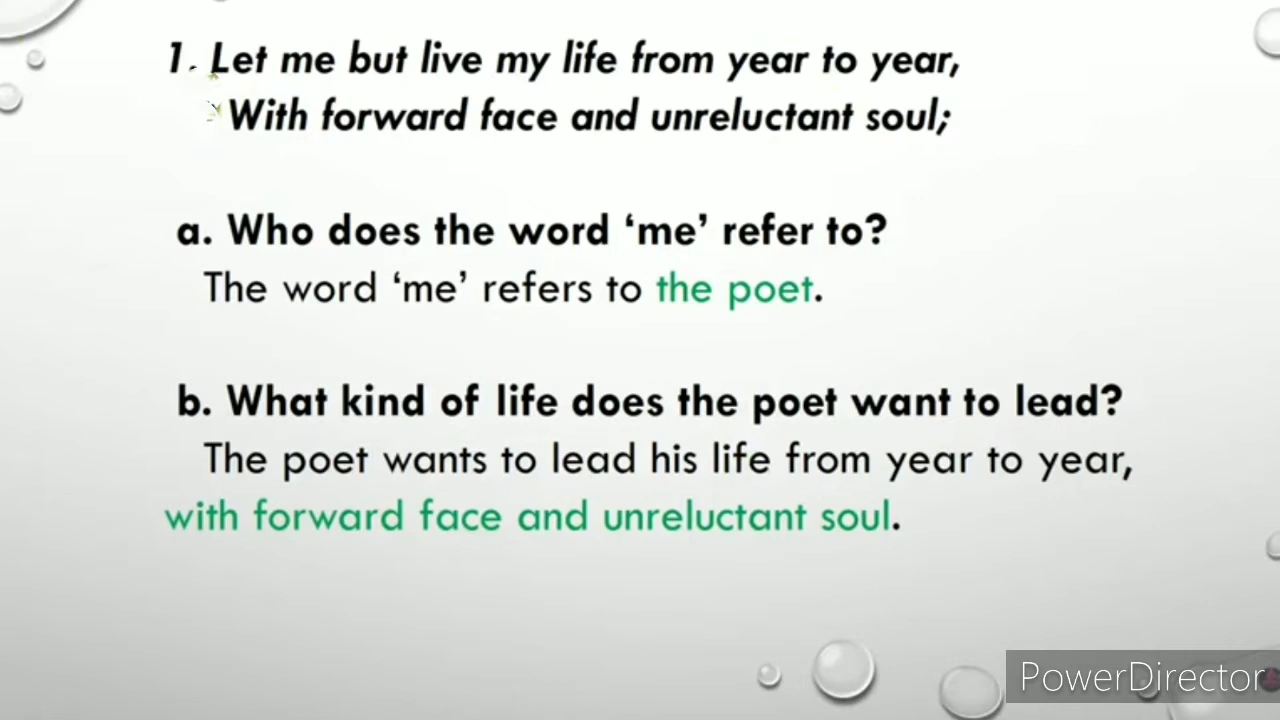 1. Let me but live my life from year to year,
With forward face and unreluctant soul;
a. Who does the word ‘me’ refer to?
The word ‘me’ refers to the poet.
b. What kind of life does the poet want to lead?
The poet wants to lead his life from year to year,
with forward face and unreluctant soul.
PowerDirector